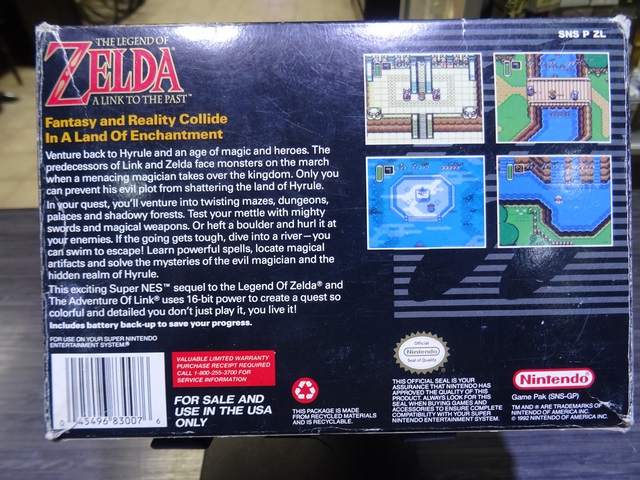 SNS P ZL
THE LEGEND OF
ZELDA
A LINK TO THE PAST™
Fantasy and Reality Collide
In A Land Of Enchantment
Venture back to Hyrule and an age of magic and heroes. The
predecessors of Link and Zelda face monsters on the march
when a menacing magician takes over the kingdom. Only you
can prevent his evil plot from shattering the land of Hyrule.
In your quest, you'll venture into twisting mazes, dungeons,
palaces and shadowy forests. Test your mettle with mighty
swords and magical weapons. Or heft a boulder and hurl it at
your enemies. If the going gets tough, dive into a river—you
can swim to escape! Learn powerful spells, locate magical
artifacts and solve the mysteries of the evil magician and the
hidden realm of Hyrule.
This exciting Super NES™ sequel to the Legend Of Zelda® and
The Adventure Of Link® uses 16-bit power to create a quest so
colorful and detailed you don't just play it, you live it!
Includes battery back-up to save your progress.
FOR USE ON YOUR SUPER NINTENDO
ENTERTAINMENT SYSTEM®.
0 45496 83007 6
VALUABLE LIMITED WARRANTY
PURCHASE RECEIPT REQUIRED
CALL 1-800-255-3700 FOR
SERVICE INFORMATION
FOR SALE AND
USE IN THE USA
ONLY
THIS PACKAGE IS MADE
FROM RECYCLED MATERIALS
AND IS RECYCLABLE.
Official
Nintendo
Seal of Quality
THIS OFFICIAL SEAL IS YOUR
ASSURANCE THAT NINTENDO HAS
APPROVED THE QUALITY OF THIS
PRODUCT. ALWAYS LOOK FOR THIS
SEAL WHEN BUYING GAMES AND
ACCESSORIES TO ENSURE COMPLETE
COMPATIBILITY WITH YOUR SUPER
NINTENDO ENTERTAINMENT SYSTEM.
Nintendo®
Game Pak (SNS-GP)
TM AND ® ARE TRADEMARKS OF
NINTENDO OF AMERICA INC.
© 1992 NINTENDO OF AMERICA INC.